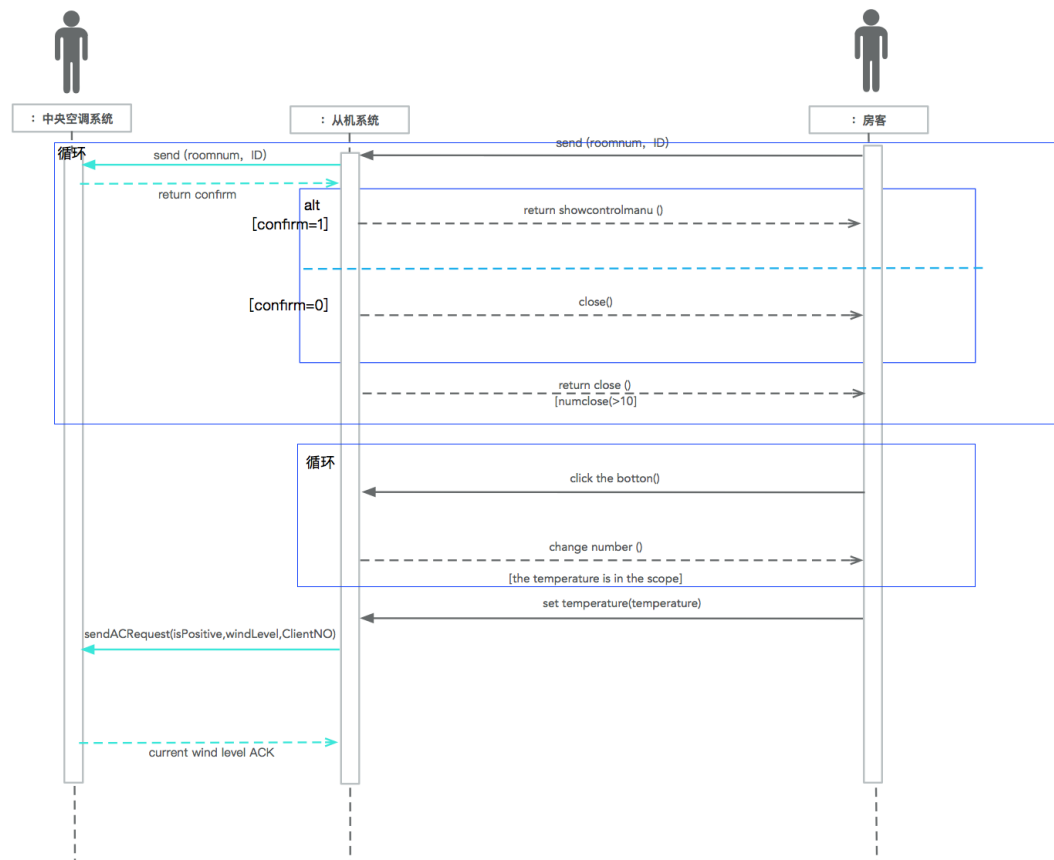 ：中央空调系统
：从机系统
：房客
循环
send (roomnum，ID)
send (roomnum，ID)
return confirm
alt
[confirm=1]
return showcontrolmanu ()
[confirm=0]
close()
return close ()
[numclose(>10]
循环
click the botton()
change number ()
[the temperature is in the scope]
set temperature(temperature)
sendACRequest(isPositive,windLevel,ClientNO)
current wind level ACK